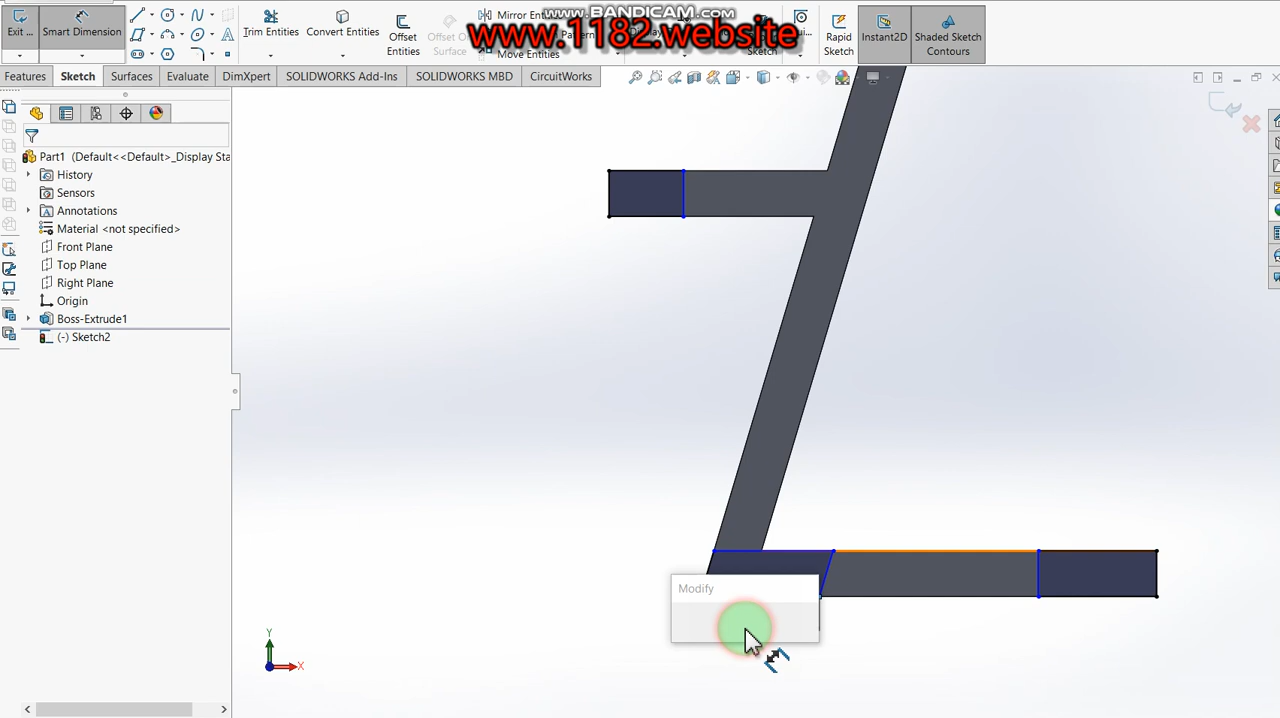 WWW.BANDICAM.COM
www.1182.website
Exit ...
Smart Dimension
Trim Entities
Convert Entities
Offset Entities
Offset On Surface
Mirror Entities
Move Entities
Rapid Sketch
Instant2D
Shaded Sketch Contours
Features
Sketch
Surfaces
Evaluate
DimXpert
SOLIDWORKS Add-Ins
SOLIDWORKS MBD
CircuitWorks
Part1 (Default<<Default>_Display Sta
History
Sensors
Annotations
Material <not specified>
Front Plane
Top Plane
Right Plane
Origin
Boss-Extrude1
(-) Sketch2
Modify
Y
X